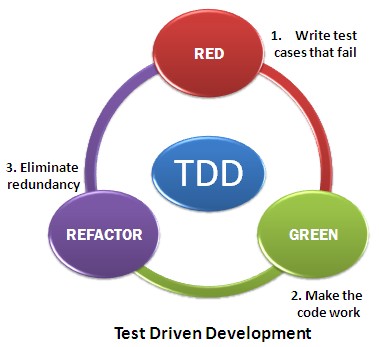 RED
1. Write test
cases that fail
TDD
3. Eliminate
redundancy
REFACTOR
GREEN
2. Make the
code work
Test Driven Development